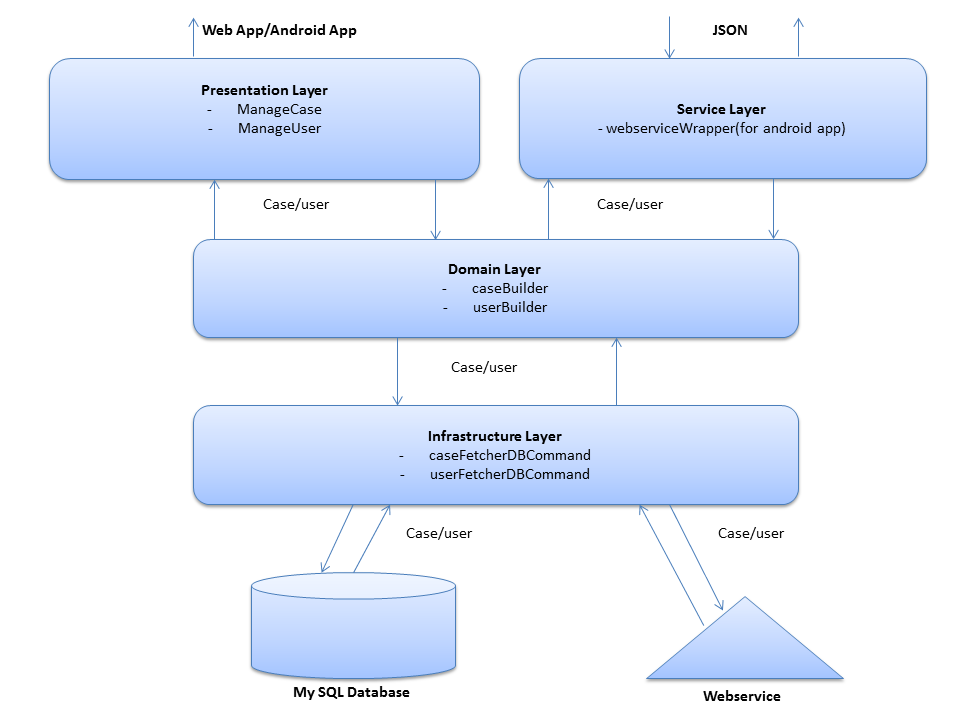 Web App/Android App
JSON
Presentation Layer
- ManageCase
- ManageUser
Service Layer
- webserviceWrapper(for android app)
Case/user
Case/user
Domain Layer
- caseBuilder
- userBuilder
Case/user
Infrastructure Layer
- caseFetcherDBCommand
- userFetcherDBCommand
Case/user
Case/user
My SQL Database
Webservice